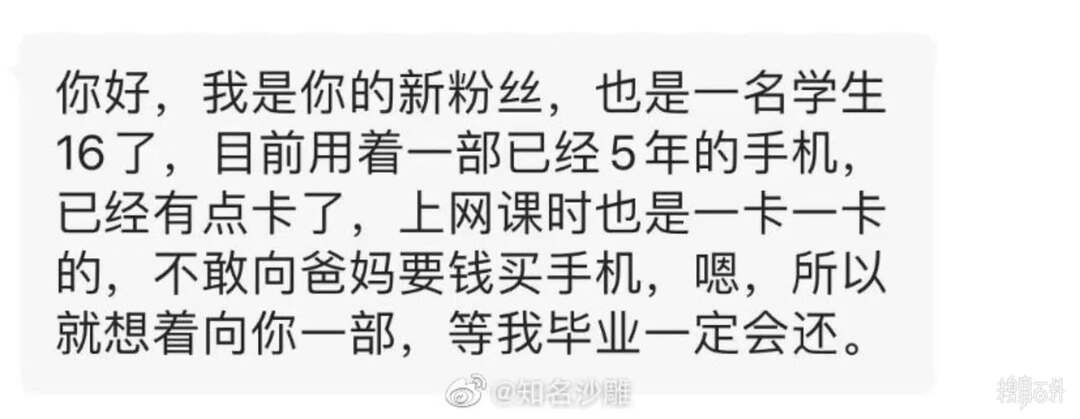 你好，我是你的新粉丝，也是一名学生
16了，目前用着一部已经5年的手机，
已经有点卡了，上网课时也是一卡一卡
的，不敢向爸妈要钱买手机，嗯，所以
就想着向你一部，等我毕业一定会还。
@知名沙雕